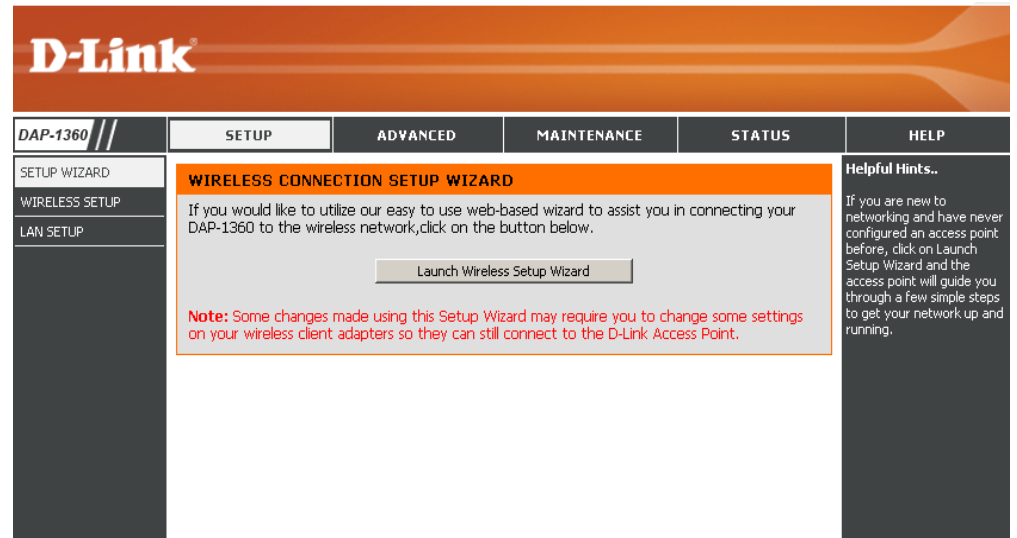 D-Link®
DAP-1360
SETUP
ADVANCED
MAINTENANCE
STATUS
HELP
SETUP WIZARD
WIRELESS SETUP
LAN SETUP
WIRELESS CONNECTION SETUP WIZARD
If you would like to utilize our easy to use web-based wizard to assist you in connecting your
DAP-1360 to the wireless network,click on the button below.
Launch Wireless Setup Wizard
Note: Some changes made using this Setup Wizard may require you to change some settings
on your wireless client adapters so they can still connect to the D-Link Access Point.
Helpful Hints..
If you are new to
networking and have never
configured an access point
before, click on Launch
Setup Wizard and the
access point will guide you
through a few simple steps
to get your network up and
running.